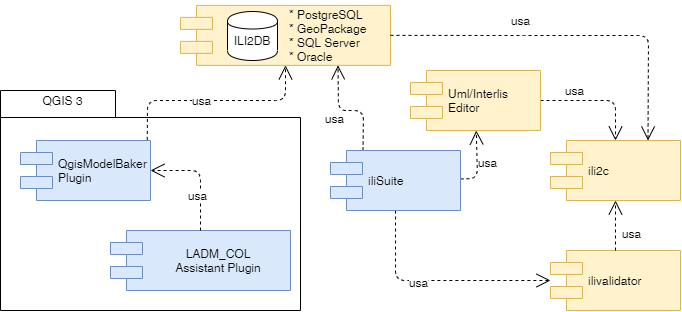 * PostgreSQL
* GeoPackage
* SQL Server
* Oracle
ILI2DB
usa
QGIS 3
usa
usa
Uml/Interlis
Editor
usa
QgisModelBaker
Plugin
usa
iliSuite
usa
ili2c
LADM_COL
Assistant Plugin
usa
usa
ilivalidator